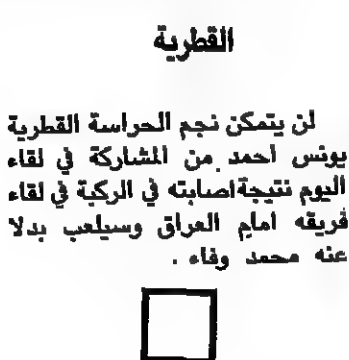 القطرية
لن يتمكن نجم الحراسة القطرية
يونس احمد من المشاركة في لقاء
اليوم نتيجة اصابته في الركبة في لقاء
فريقه امام العراق وسيلعب بدلا
عنه محمد وفاء .